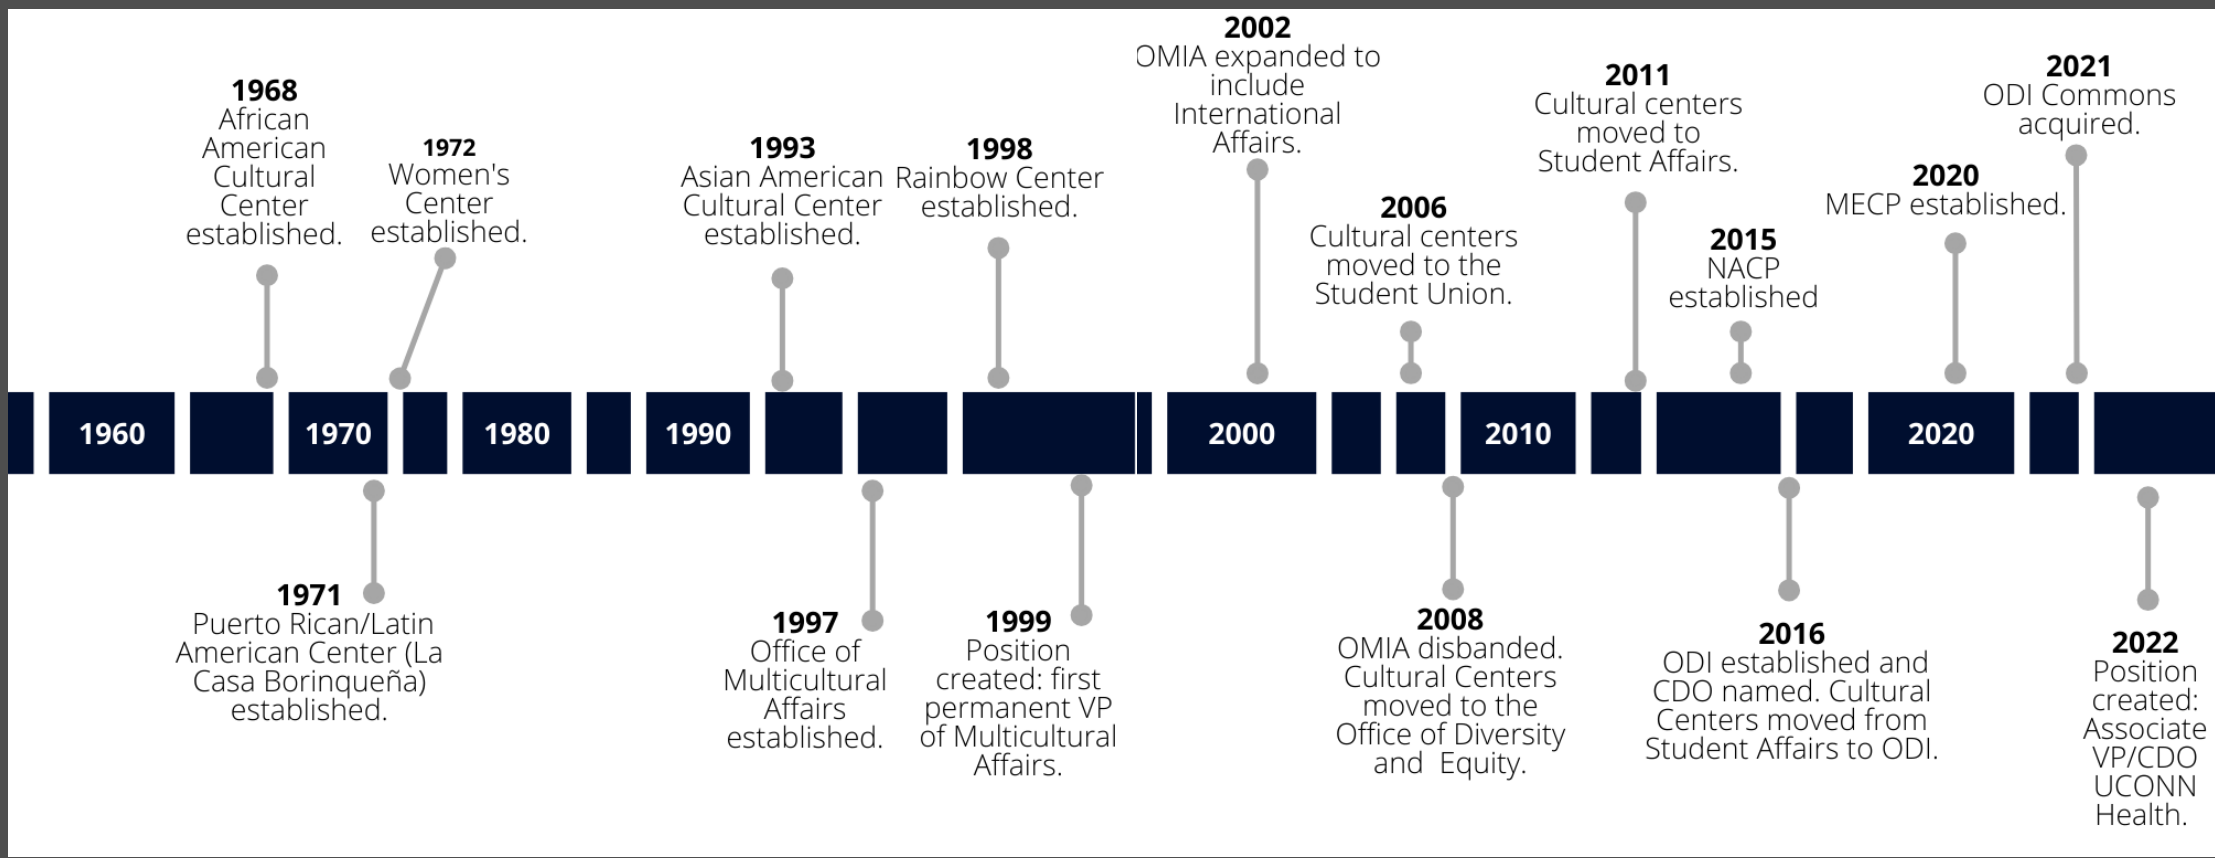 1968
African
American
Cultural
Center
established.
1972
Women's
Center
established.
1993
Asian American
Cultural Center
established.
1998
Rainbow Center
established.
2002
OMIA expanded to
include
International
Affairs.
2006
Cultural centers
moved to the
Student Union.
2011
Cultural centers
moved to
Student Affairs.
2015
NACP
established
2020
MECP established.
2021
ODI Commons
acquired.
1960
1970
1980
1990
2000
2010
2020
1971
Puerto Rican/Latin
American Center (La
Casa Borinqueña)
established.
1997
Office of
Multicultural
Affairs
established.
1999
Position
created: first
permanent VP
of Multicultural
Affairs.
2008
OMIA disbanded.
Cultural Centers
moved to the
Office of Diversity
and  Equity.
2016
ODI established and
CDO named. Cultural
Centers moved from
Student Affairs to ODI.
2022
Position
created:
Associate
VP/CDO
UCONN
Health.